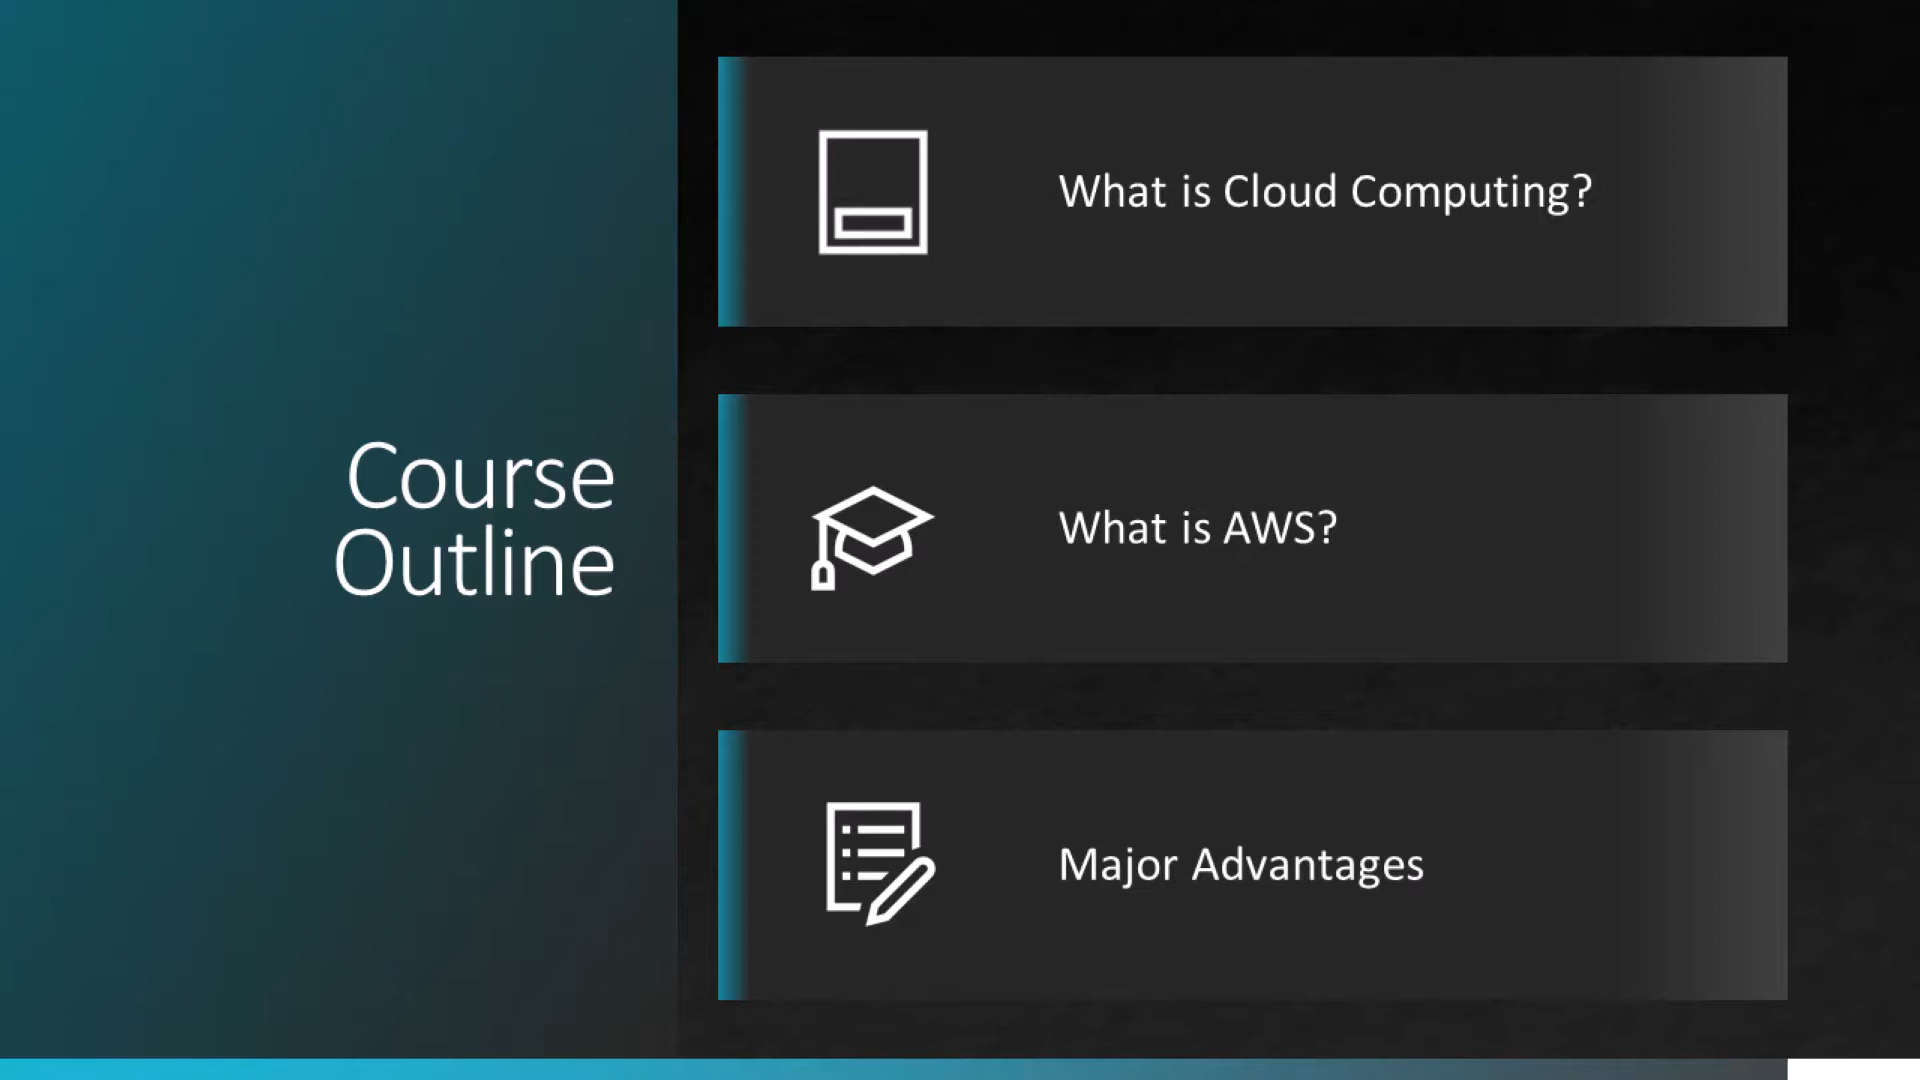 Course
Outline
What is Cloud Computing?
What is AWS?
Major Advantages